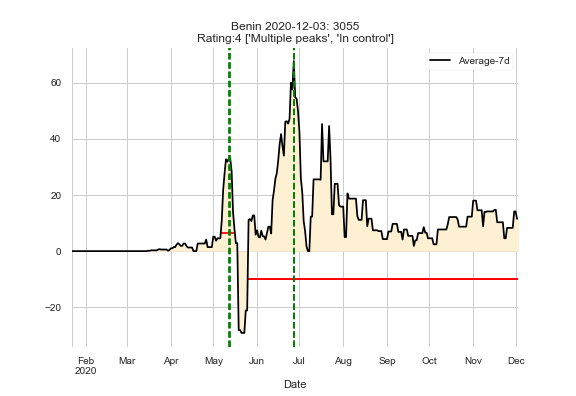 Benin 2020-12-03: 3055
Rating:4 ['Multiple peaks', 'In control']
Average-7d
60
40
20
0
−20
Feb Mar Apr May Jun Jul Aug Sep Oct Nov Dec
2020
Date